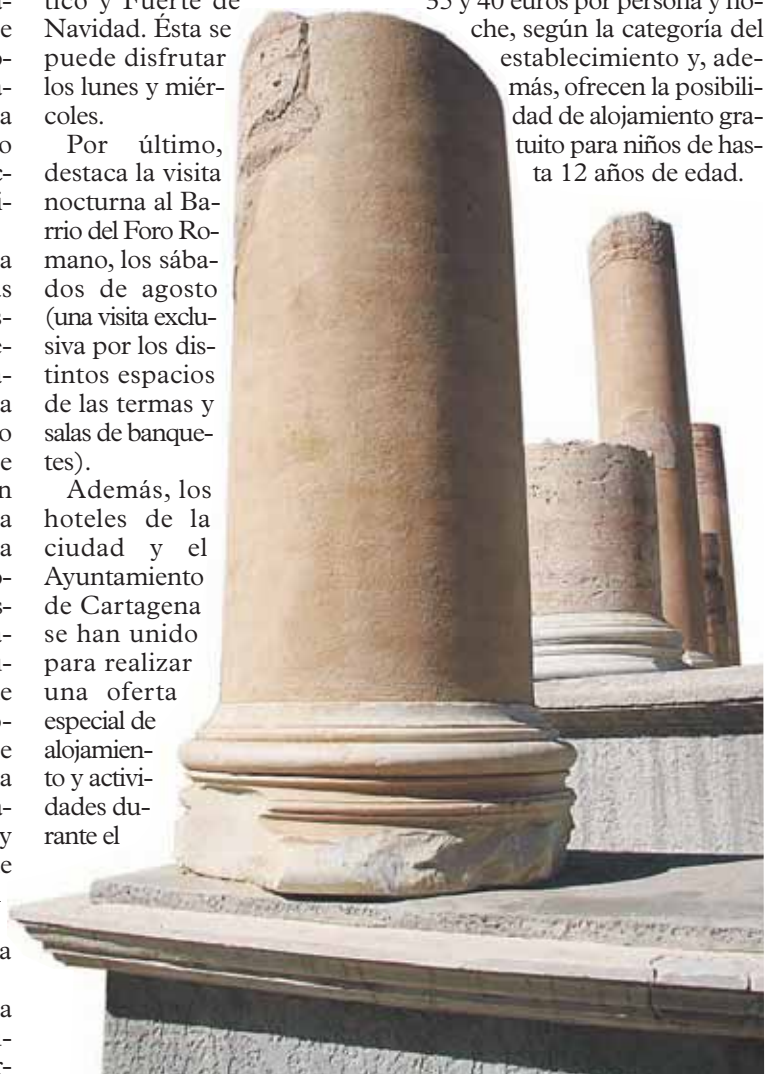 tico y Fuerte de
Navidad. Ésta se
puede disfrutar
los lunes y miér-
coles.
Por último,
destaca la visita
nocturna al Ba-
rrio del Foro Ro-
mano, los sába-
dos de agosto
(una visita exclu-
siva por los dis-
tintos espacios
de las termas y
salas de banque-
tes).
Además, los
hoteles de la
ciudad y el
Ayuntamiento
de Cartagena
se han unido
para realizar
una oferta
especial de
alojamien-
to y activi-
dades du-
rante el
35 y 40 euros por persona y no-
che, según la categoría del
establecimiento y, ade-
más, ofrecen la posibili-
dad de alojamiento gra-
tuito para niños de has-
ta 12 años de edad.